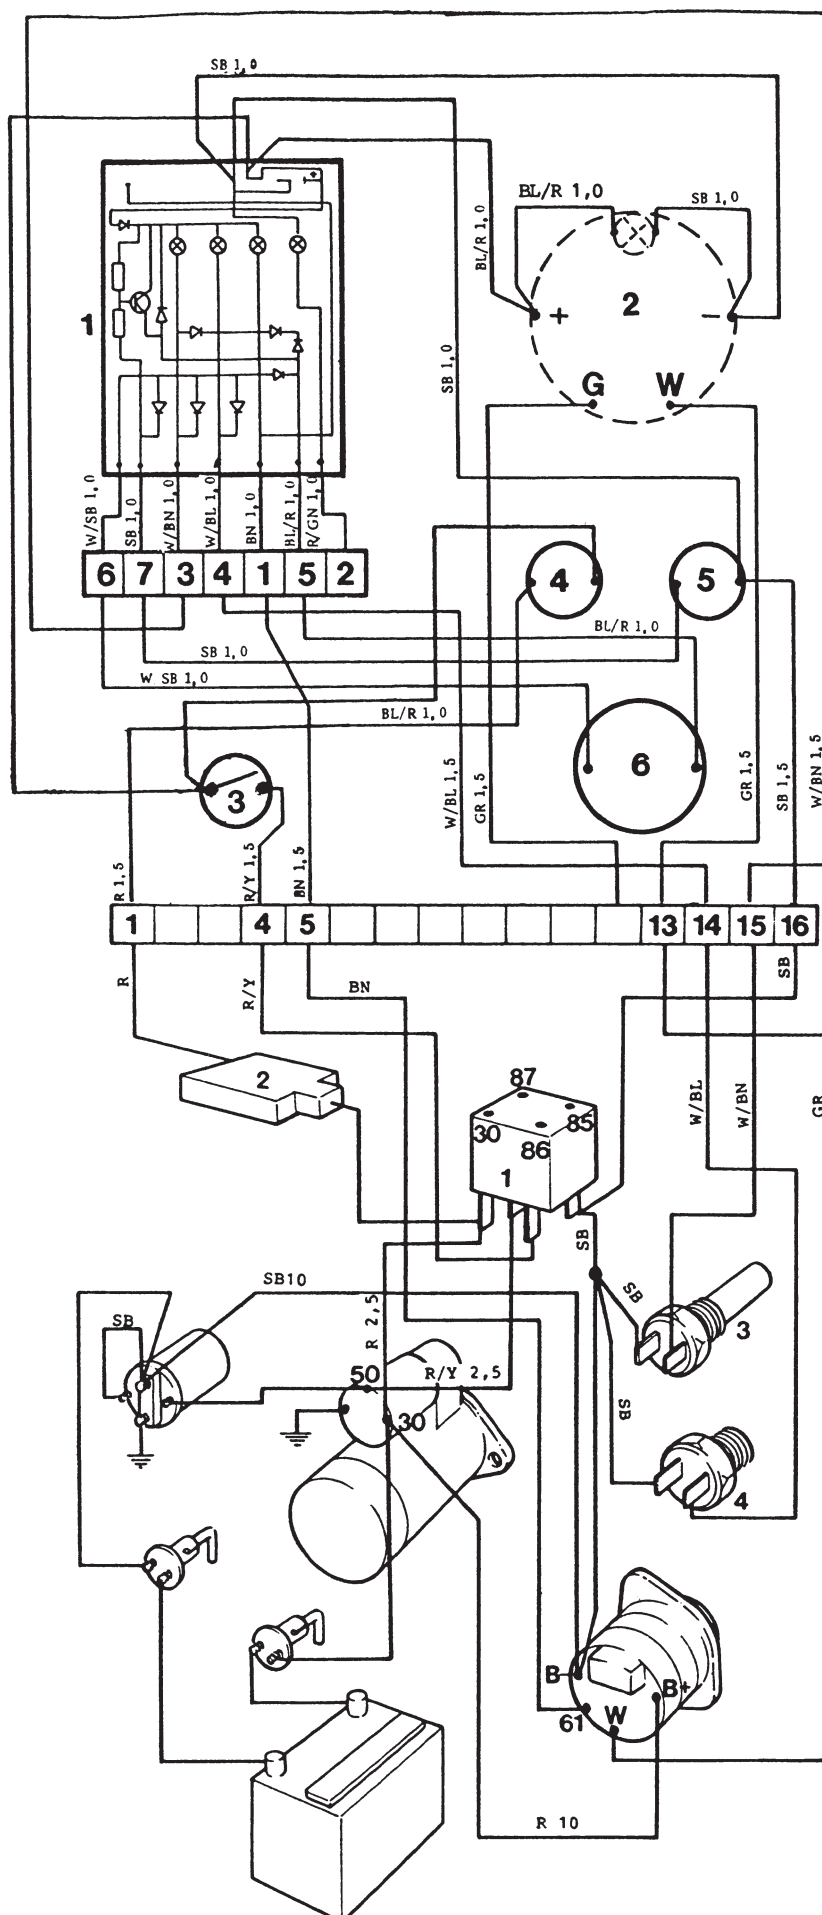 SB 1,0
BL/R 1,0
SB 1,0
BL/R 1,0
2
+
−
+
1
SB 1,0
G
W
W/SB 1,0
SB 1,0
W/BN 1,0
W/BL 1,0
BN 1,0
BL/R 1,0
R/GN 1,0
6 7 3 4 1 5 2
4
5
BL/R 1,0
SB 1,0
W SB 1,0
BL/R 1,0
6
3
W/BL 1,5
GR 1,5
GR 1,5
SB 1,5
W/BN 1,5
R 1,5
R/Y 1,5
BN 1,5
1 4 5 13 14 15 16
R
R/Y
BN
SB
2
87
30
85
86
1
W/BL
W/BN
GR
SB
SB10
SB
R 2,5
SB
3
50
R/Y 2,5
30
SB
4
B-
B+
61
W
R 10